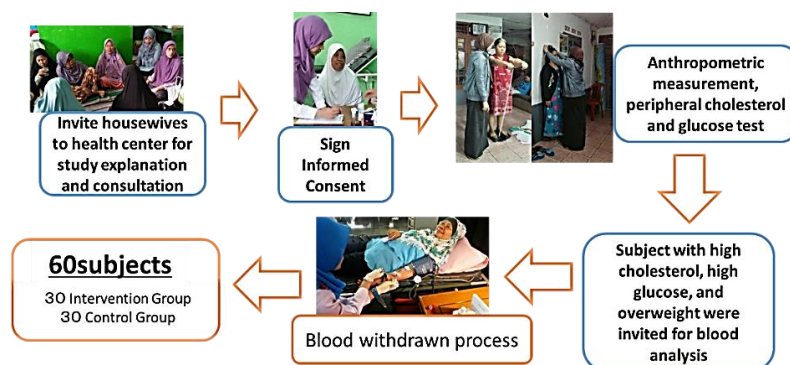 Invite housewives
to health center for
study explanation
and consultation
Sign
Informed
Consent
Anthropometric
measurement,
peripheral cholesterol
and glucose test
Subject with high
cholesterol, high
glucose, and
overweight were
invited for blood
analysis
Blood withdrawn process
60subjects
30 Intervention Group
30 Control Group